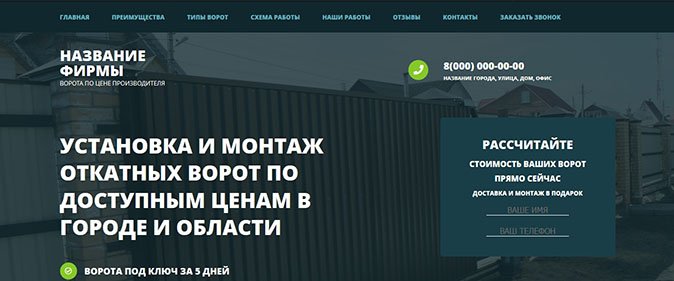 ГЛАВНАЯ ПРЕИМУЩЕСТВА ТИПЫ ВОРОТ СХЕМА РАБОТЫ НАШИ РАБОТЫ ОТЗЫВЫ КОНТАКТЫ ЗАКАЗАТЬ ЗВОНОК
НАЗВАНИЕ
ФИРМЫ
ВОРОТА ПО ЦЕНЕ ПРОИЗВОДИТЕЛЯ
8(000) 000-00-00
НАЗВАНИЕ ГОРОДА, УЛИЦА, ДОМ, ОФИС
УСТАНОВКА И МОНТАЖ
ОТКАТНЫХ ВОРОТ ПО
ДОСТУПНЫМ ЦЕНАМ В
ГОРОДЕ И ОБЛАСТИ
ВОРОТА ПОД КЛЮЧ ЗА 5 ДНЕЙ
РАССЧИТАЙТЕ
СТОИМОСТЬ ВАШИХ ВОРОТ
ПРЯМО СЕЙЧАС
ДОСТАВКА И МОНТАЖ В ПОДАРОК
ВАШЕ ИМЯ
ВАШ ТЕЛЕФОН